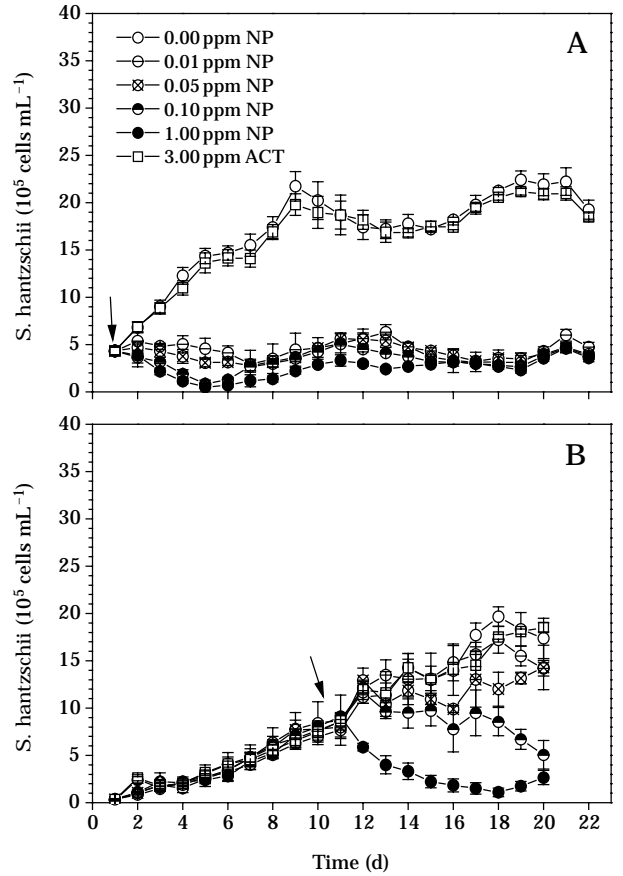 40
35
30
25
20
15
10
5
0
S. hantzschii (10⁵ cells mL⁻¹)
A
0.00 ppm NP
0.01 ppm NP
0.05 ppm NP
0.10 ppm NP
1.00 ppm NP
3.00 ppm ACT
40
35
30
25
20
15
10
5
0
S. hantzschii (10⁵ cells mL⁻¹)
B
0 2 4 6 8 10 12 14 16 18 20 22
Time (d)